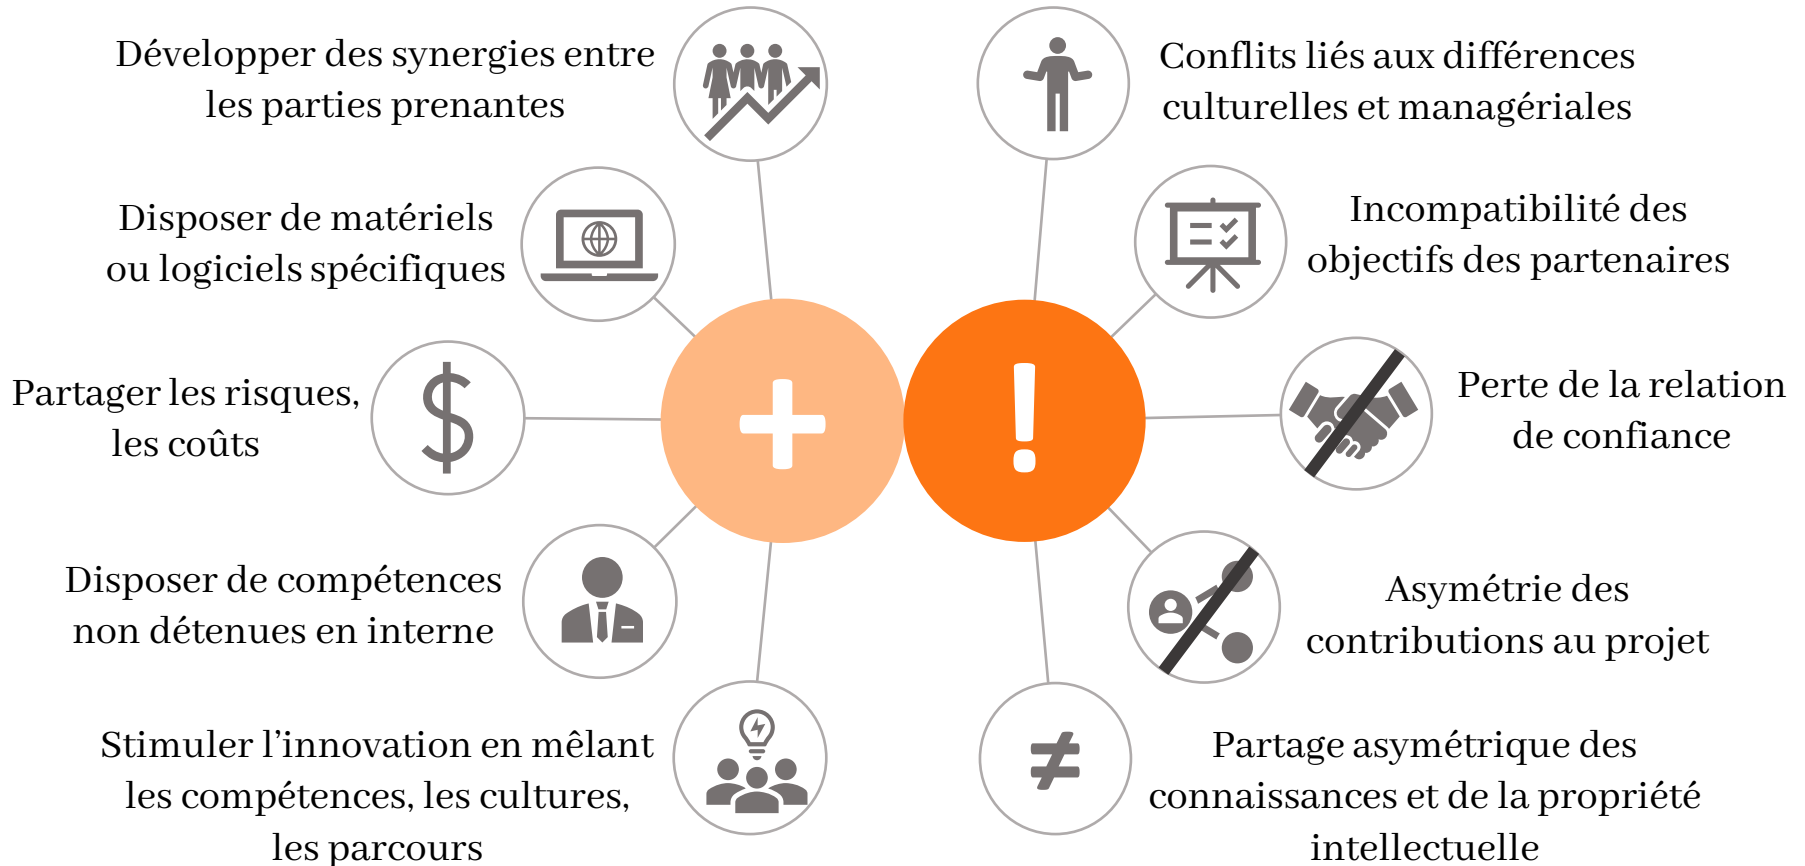 Développer des synergies entre
les parties prenantes
Disposer de matériels
ou logiciels spécifiques
Partager les risques,
les coûts
Disposer de compétences
non détenues en interne
Stimuler l’innovation en mêlant
les compétences, les cultures,
les parcours
+
!
Conflits liés aux différences
culturelles et managériales
Incompatibilité des
objectifs des partenaires
Perte de la relation
de confiance
Asymétrie des
contributions au projet
Partage asymétrique des
connaissances et de la propriété
intellectuelle
$
≠